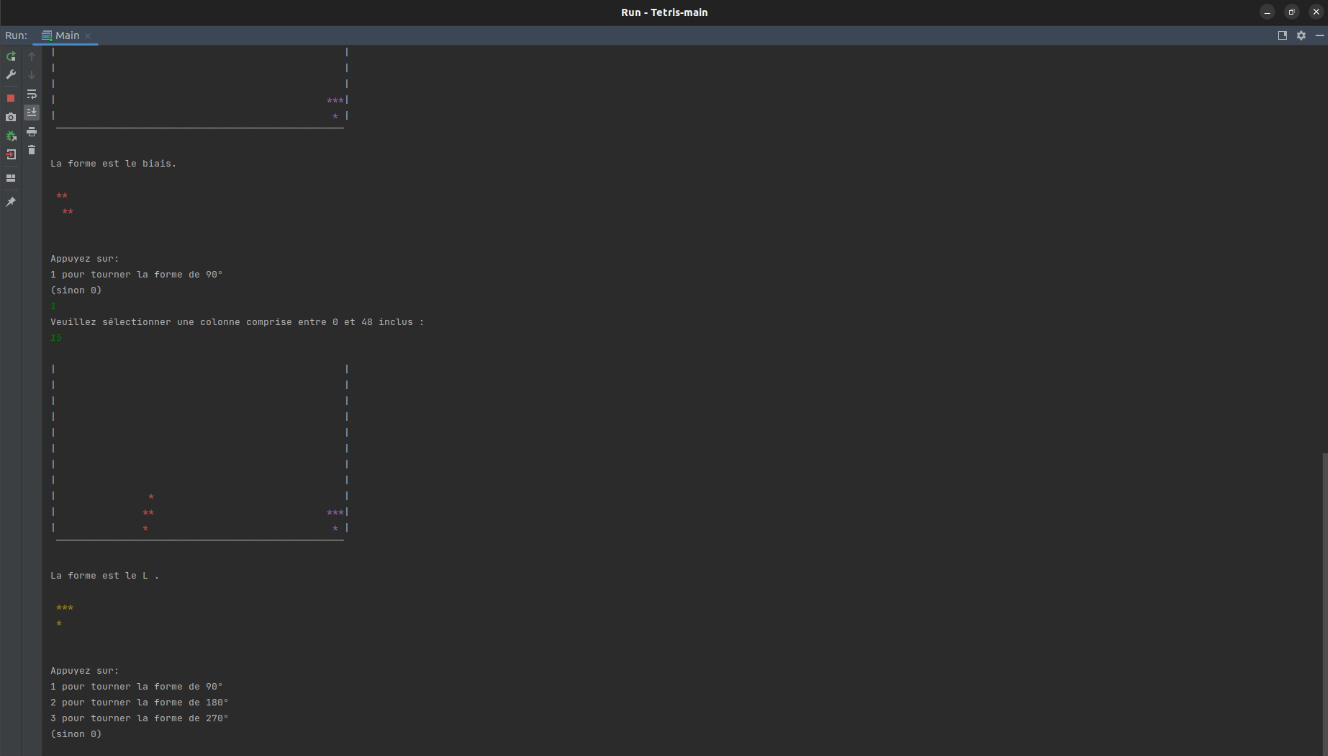 Run - Tetris-main
Run: Main
|                                                  |
|                                                  |
|                                                  |
|                                               ***|
|                                                * |
 __________________________________________________
La forme est le biais.
 **
  **
Appuyez sur:
1 pour tourner la forme de 90°
(sinon 0)
1
Veuillez sélectionner une colonne comprise entre 0 et 48 inclus :
15
|                                                  |
|                                                  |
|                                                  |
|                                                  |
|                                                  |
|                                                  |
|                                                  |
|                                                  |
|                *                                 |
|               **                              ***|
|               *                                * |
 __________________________________________________
La forme est le L .
 ***
 *
Appuyez sur:
1 pour tourner la forme de 90°
2 pour tourner la forme de 180°
3 pour tourner la forme de 270°
(sinon 0)